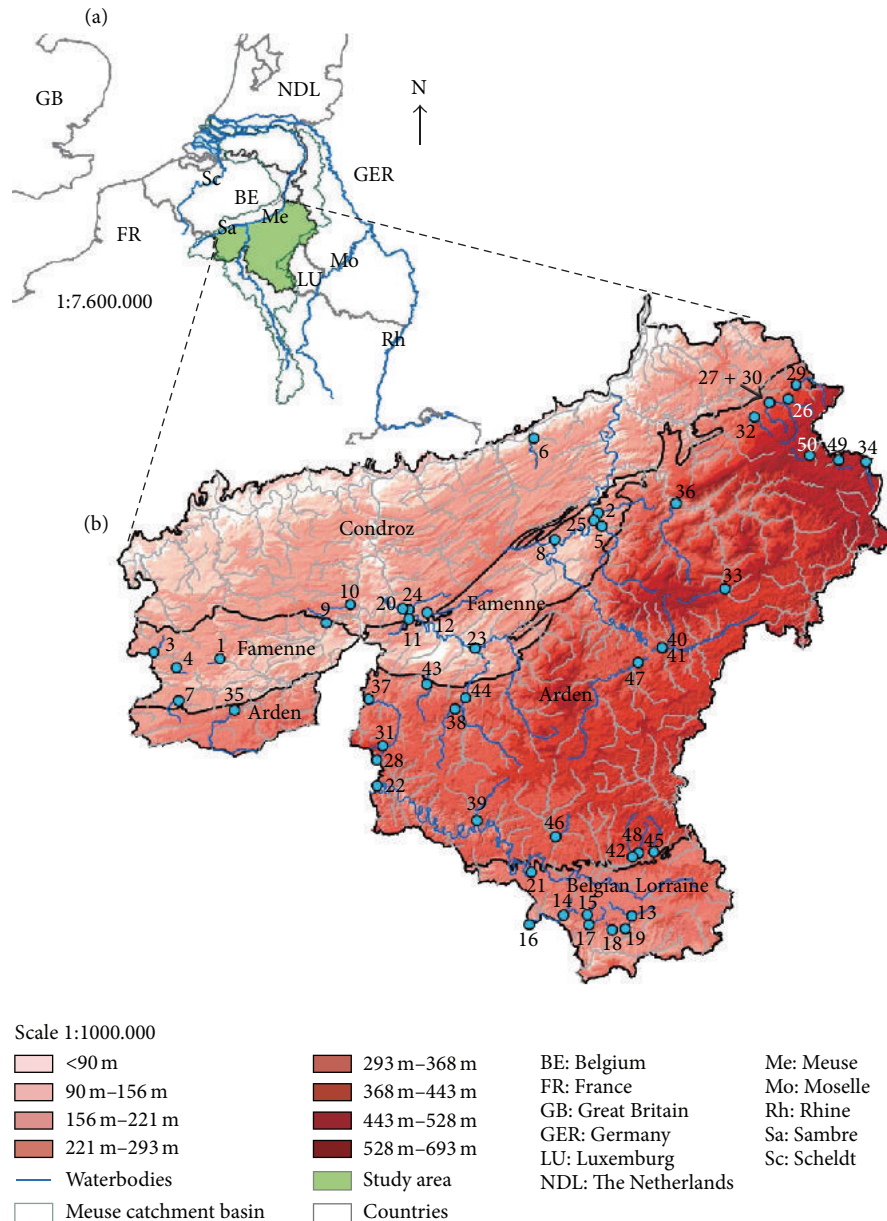 (a)
GB
NDL
N
Sc
GER
BE
Me
FR
Sa
Mo
LU
1:7.600.000
Rh
27 + 30
29
26
32
6
50
49
34
(b)
36
Condroz
2
25
5
8
33
10
20
24
9
11
12
Famenne
3
1
Famenne
23
40
41
4
43
47
7
35
37
44
Arden
Arden
38
31
28
22
39
46
48
45
42
21
Belgian Lorraine
14
15
13
16
17
18
19
Scale 1:1000.000
<90 m
90 m–156 m
156 m–221 m
221 m–293 m
Waterbodies
Meuse catchment basin
293 m–368 m
368 m–443 m
443 m–528 m
528 m–693 m
Study area
Countries
BE: Belgium
FR: France
GB: Great Britain
GER: Germany
LU: Luxemburg
NDL: The Netherlands
Me: Meuse
Mo: Moselle
Rh: Rhine
Sa: Sambre
Sc: Scheldt